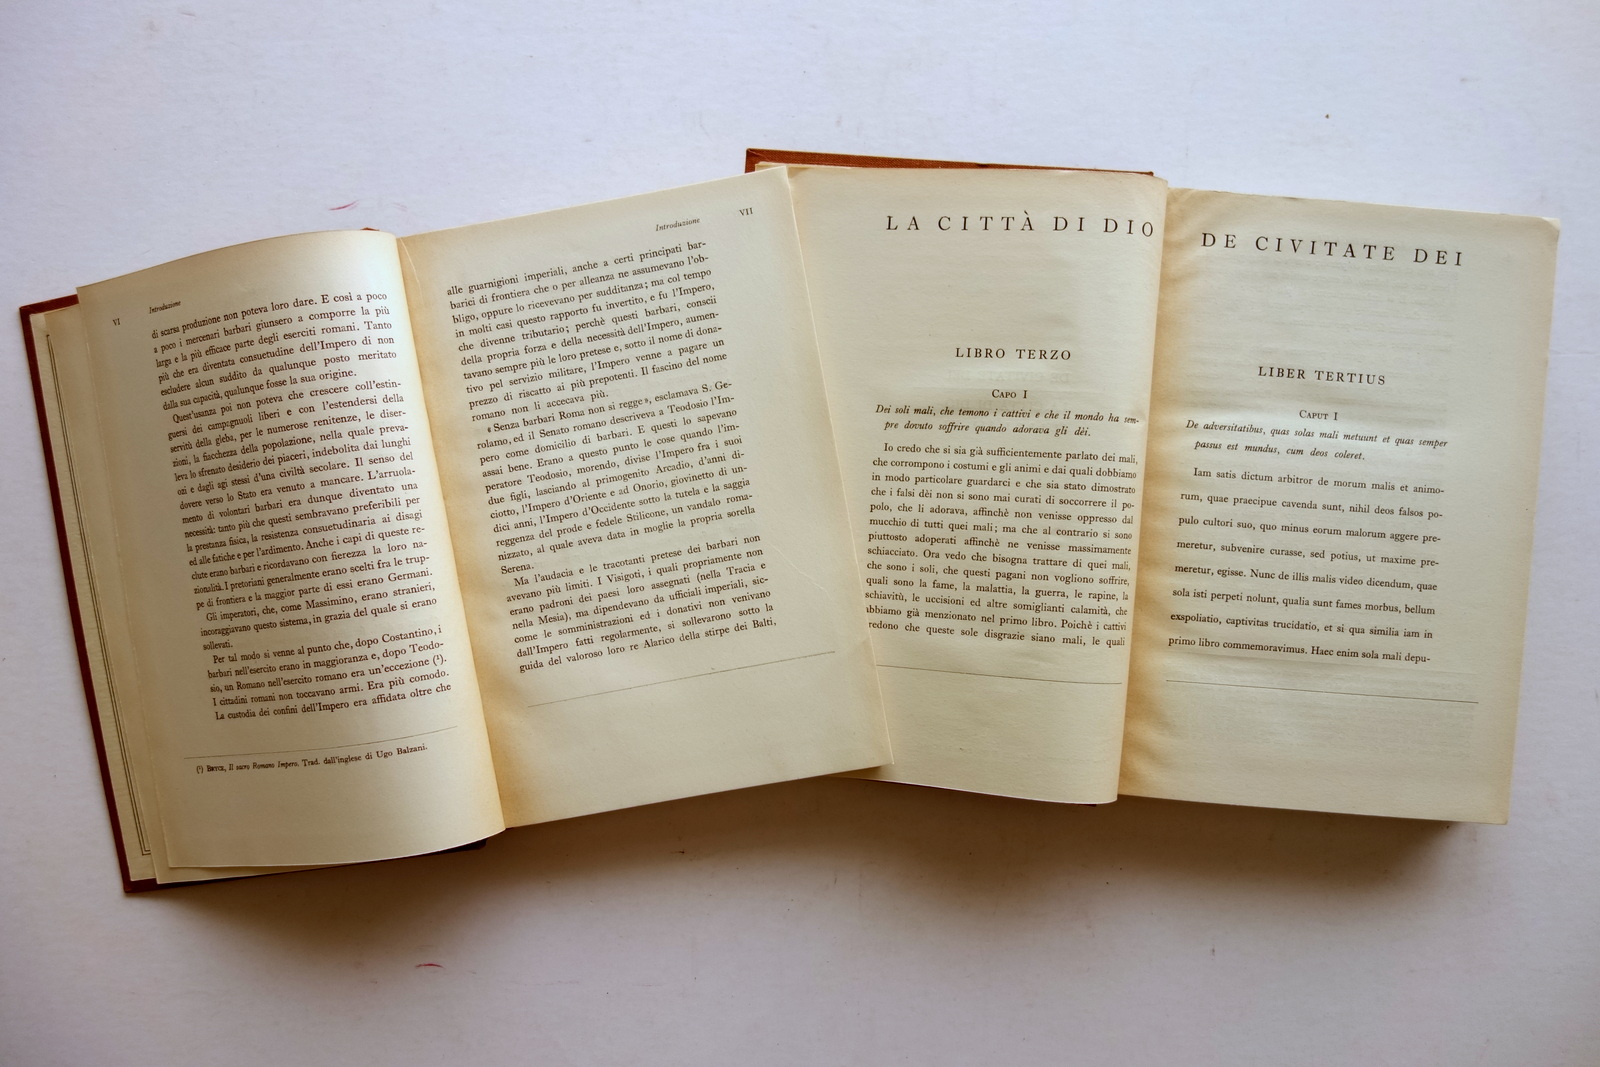 VI
Introduzione
di scarsa produzione non poteva loro dare. E così a poco
a poco i mercenari barbari giunsero a comporre la più
larga e la più efficace parte degli eserciti romani. Tanto
più che era diventata consuetudine dell'Impero di non
escludere alcun suddito da qualunque posto meritato
dalla sua capacità, qualunque fosse la sua origine.
Quest'usanza poi non poteva che crescere coll'estin-
guersi dei campagnuoli liberi e con l'estendersi della
servitù della gleba, per le numerose renitenze, le diser-
zioni, la fiacchezza della popolazione, nella quale preva-
leva lo sfrenato desiderio dei piaceri, indebolita dai lunghi
ozi e dagli agi stessi d'una civiltà secolare. Il senso del
dovere verso lo Stato era venuto a mancare. L'arruola-
mento di volontari barbari era dunque diventato una
necessità: tanto più che questi sembravano preferibili per
la prestanza fisica, la resistenza consuetudinaria ai disagi
ed alle fatiche e per l'ardimento. Anche i capi di queste re-
clute erano barbari e ricordavano con fierezza la loro na-
zionalità. I pretoriani generalmente erano scelti fra le trup-
pe di frontiera e la maggior parte di essi erano Germani.
Gli imperatori, che, come Massimino, erano stranieri,
incoraggiavano questo sistema, in grazia del quale si erano
sollevati.
Per tal modo si venne al punto che, dopo Costantino, i
barbari nell'esercito erano in maggioranza e, dopo Teodo-
sio, un Romano nell'esercito romano era un'eccezione (¹).
I cittadini romani non toccavano armi. Era più comodo.
La custodia dei confini dell'Impero era affidata oltre che
(¹) Bryce, Il sacro Romano Impero. Trad. dall'inglese di Ugo Balzani.
Introduzione
VII
alle guarnigioni imperiali, anche a certi principati bar-
barici di frontiera che o per alleanza ne assumevano l'ob-
bligo, oppure lo ricevevano per sudditanza; ma col tempo
in molti casi questo rapporto fu invertito, e fu l'Impero,
che divenne tributario; perchè questi barbari, conscii
della propria forza e della necessità dell'Impero, aumen-
tavano sempre più le loro pretese e, sotto il nome di dona-
tivo pel servizio militare, l'Impero venne a pagare un
prezzo di riscatto ai più prepotenti. Il fascino del nome
romano non li accecava più.
« Senza barbari Roma non si regge », esclamava S. Ge-
rolamo, ed il Senato romano descriveva a Teodosio l'Im-
pero come domicilio di barbari. E questi lo sapevano
assai bene. Erano a questo punto le cose quando l'im-
peratore Teodosio, morendo, divise l'Impero fra i suoi
due figli, lasciando al primogenito Arcadio, d'anni di-
ciotto, l'Impero d'Oriente e ad Onorio, giovinetto di un-
dici anni, l'Impero d'Occidente sotto la tutela e la saggia
reggenza del prode e fedele Stilicone, un vandalo roma-
nizzato, al quale aveva data in moglie la propria sorella
Serena.
Ma l'audacia e le tracotanti pretese dei barbari non
avevano più limiti. I Visigoti, i quali propriamente non
erano padroni dei paesi loro assegnati (nella Tracia e
nella Mesia), ma dipendevano da ufficiali imperiali, sic-
come le somministrazioni ed i donativi non venivano
dall'Impero fatti regolarmente, si sollevarono sotto la
guida del valoroso loro re Alarico della stirpe dei Balti,
LA CITTÀ DI DIO
LIBRO TERZO
Capo I
Dei soli mali, che temono i cattivi e che il mondo ha sem-
pre dovuto soffrire quando adorava gli dèi.
Io credo che si sia già sufficientemente parlato dei mali,
che corrompono i costumi e gli animi e dai quali dobbiamo
in modo particolare guardarci e che sia stato dimostrato
che i falsi dèi non si sono mai curati di soccorrere il po-
polo, che li adorava, affinchè non venisse oppresso dal
mucchio di tutti quei mali; ma che al contrario si sono
piuttosto adoperati affinchè ne venisse massimamente
schiacciato. Ora vedo che bisogna trattare di quei mali,
che sono i soli, che questi pagani non vogliono soffrire,
quali sono la fame, la malattia, la guerra, le rapine, la
schiavitù, le uccisioni ed altre somiglianti calamità, che
abbiamo già menzionato nel primo libro. Poichè i cattivi
redono che queste sole disgrazie siano mali, le quali
DE CIVITATE DEI
LIBER TERTIUS
Caput I
De adversitatibus, quas solas mali metuunt et quas semper
passus est mundus, cum deos coleret.
Iam satis dictum arbitror de morum malis et animo-
rum, quae praecipue cavenda sunt, nihil deos falsos po-
pulo cultori suo, quo minus eorum malorum aggere pre-
meretur, subvenire curasse, sed potius, ut maxime pre-
meretur, egisse. Nunc de illis malis video dicendum, quae
sola isti perpeti nolunt, qualia sunt fames morbus, bellum
exspoliatio, captivitas trucidatio, et si qua similia iam in
primo libro commemoravimus. Haec enim sola mali depu-